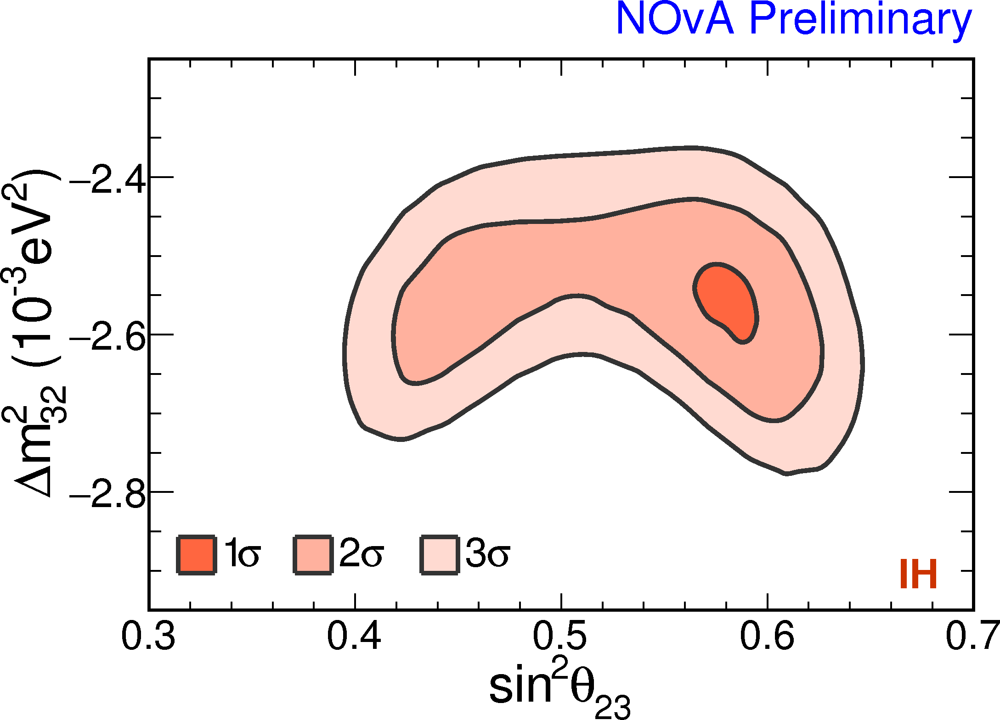 NOvA Preliminary
Δm²₃₂ (10⁻³eV²)
−2.4
−2.6
−2.8
1σ 2σ 3σ
IH
0.3 0.4 0.5 0.6 0.7
sin²θ₂₃